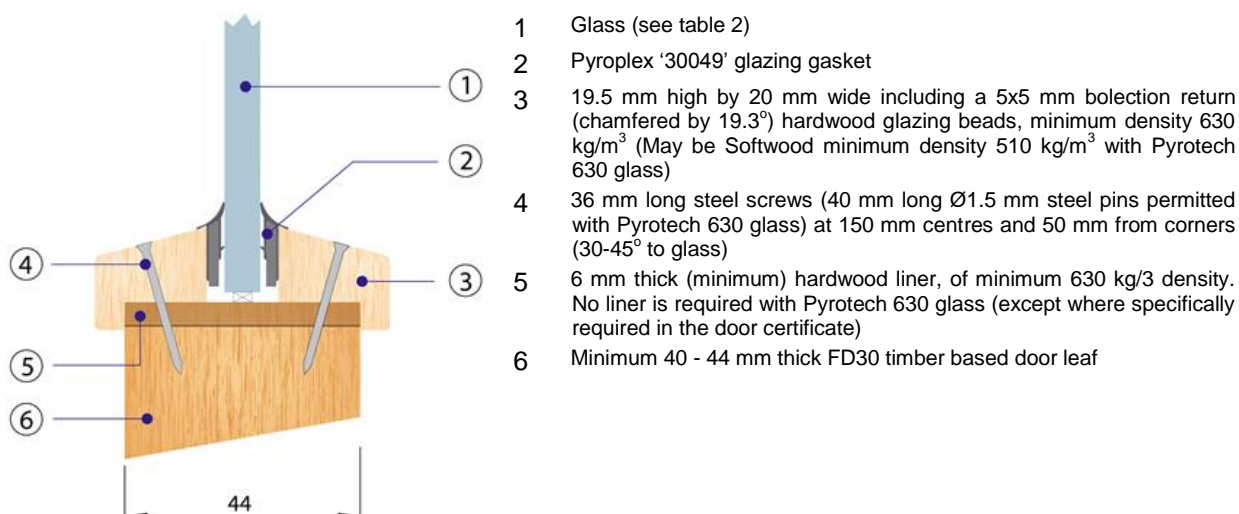 1 Glass (see table 2)
2 Pyroplex ‘30049’ glazing gasket
3 19.5 mm high by 20 mm wide including a 5x5 mm bolection return
(chamfered by 19.3º) hardwood glazing beads, minimum density 630
kg/m³ (May be Softwood minimum density 510 kg/m³ with Pyrotech
630 glass)
4 36 mm long steel screws (40 mm long Ø1.5 mm steel pins permitted
with Pyrotech 630 glass) at 150 mm centres and 50 mm from corners
(30-45º to glass)
5 6 mm thick (minimum) hardwood liner, of minimum 630 kg/3 density.
No liner is required with Pyrotech 630 glass (except where specifically
required in the door certificate)
6 Minimum 40 - 44 mm thick FD30 timber based door leaf
1
2
4
3
5
6
44